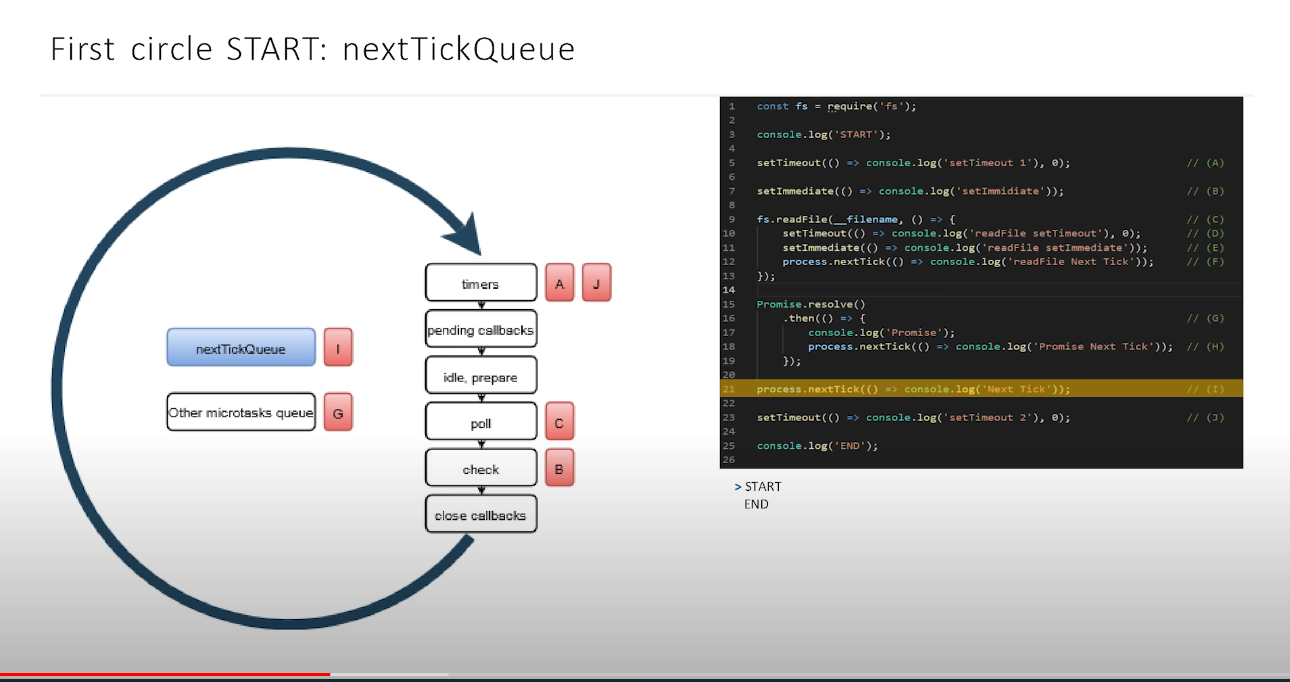 First circle START: nextTickQueue
timers A J
pending callbacks
nextTickQueue I
idle, prepare
Other microtasks queue G
poll C
check B
close callbacks
1 const fs = require('fs');
2
3 console.log('START');
4
5 setTimeout(() => console.log('setTimeout 1'), 0); // (A)
6
7 setImmediate(() => console.log('setImmidiate')); // (B)
8
9 fs.readFile(__filename, () => { // (C)
10 setTimeout(() => console.log('readFile setTimeout'), 0); // (D)
11 setImmediate(() => console.log('readFile setImmediate')); // (E)
12 process.nextTick(() => console.log('readFile Next Tick')); // (F)
13 });
14
15 Promise.resolve()
16 .then(() => { // (G)
17 console.log('Promise');
18 process.nextTick(() => console.log('Promise Next Tick')); // (H)
19 });
20
21 process.nextTick(() => console.log('Next Tick')); // (I)
22
23 setTimeout(() => console.log('setTimeout 2'), 0); // (J)
24
25 console.log('END');
26
> START
END